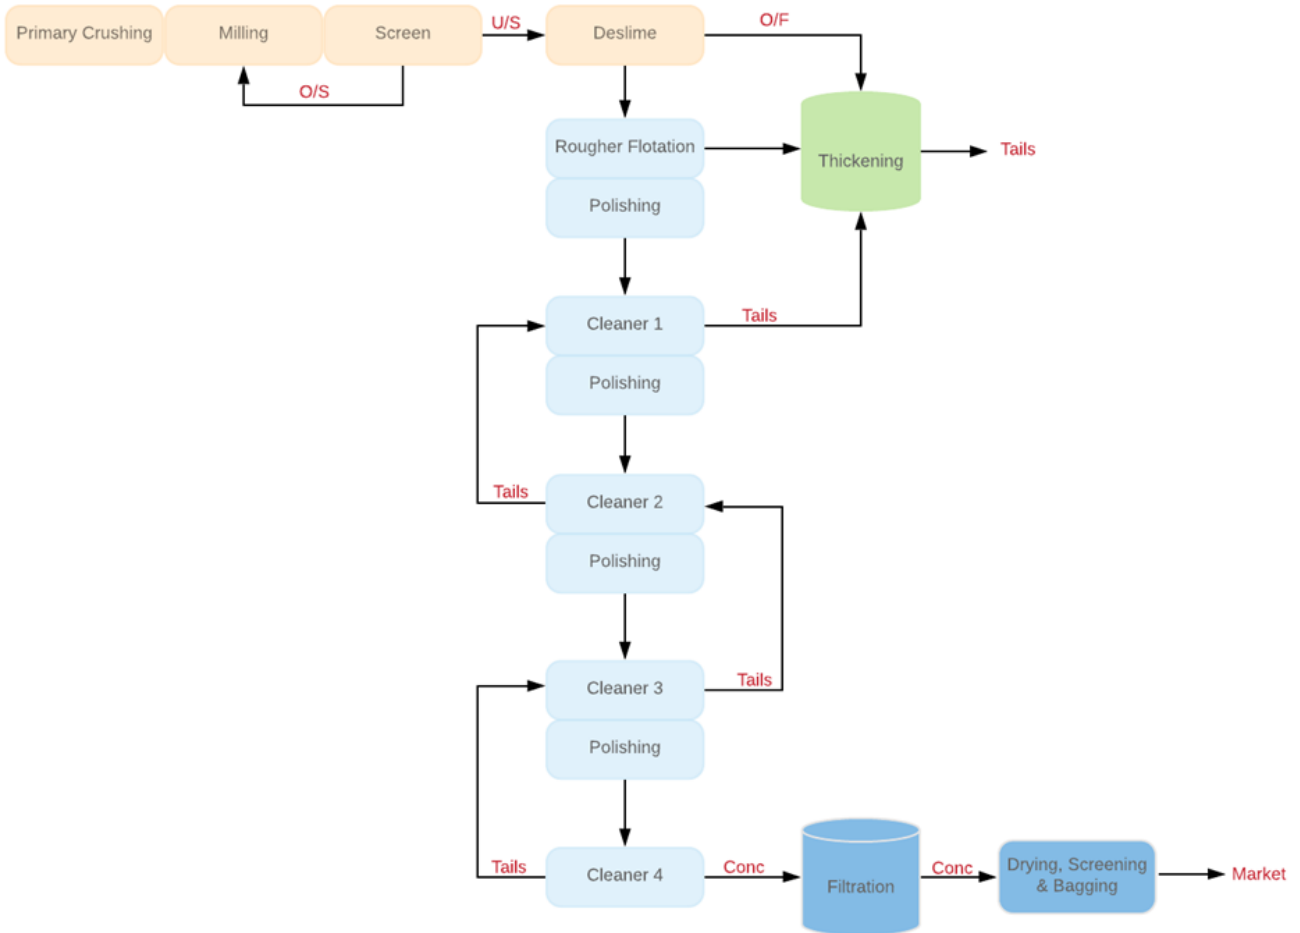 Primary Crushing
Milling
Screen
U/S
Deslime
O/F
O/S
Rougher Flotation
Thickening
Tails
Polishing
Cleaner 1
Tails
Polishing
Tails
Cleaner 2
Polishing
Cleaner 3
Tails
Polishing
Tails
Cleaner 4
Conc
Filtration
Conc
Drying, Screening
& Bagging
Market